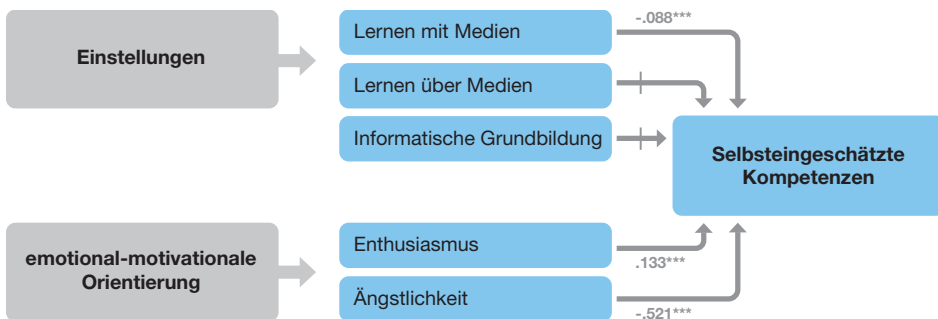 Einstellungen
Lernen mit Medien
-.088***
Lernen über Medien
Informatische Grundbildung
Selbsteingeschätzte
Kompetenzen
emotional-motivationale
Orientierung
Enthusiasmus
.133***
Ängstlichkeit
-.521***